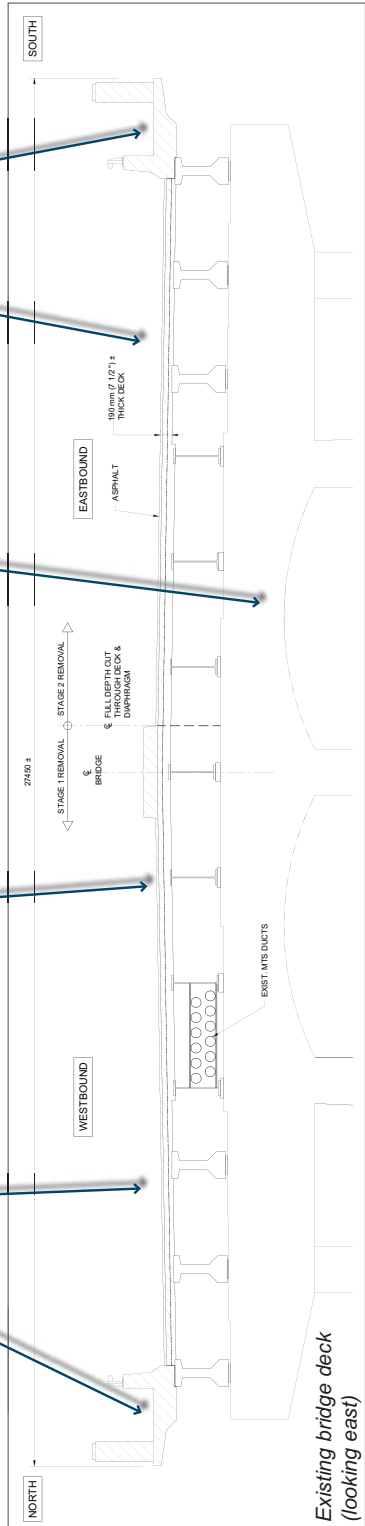 NORTH
SOUTH
27450 ±
WESTBOUND
EASTBOUND
STAGE 1 REMOVAL
STAGE 2 REMOVAL
℄
BRIDGE
℄ FULL DEPTH CUT
THROUGH DECK &
DIAPHRAGM
ASPHALT
190 mm (7 1/2") ±
THICK DECK
EXIST. MTS DUCTS
Existing bridge deck
(looking east)